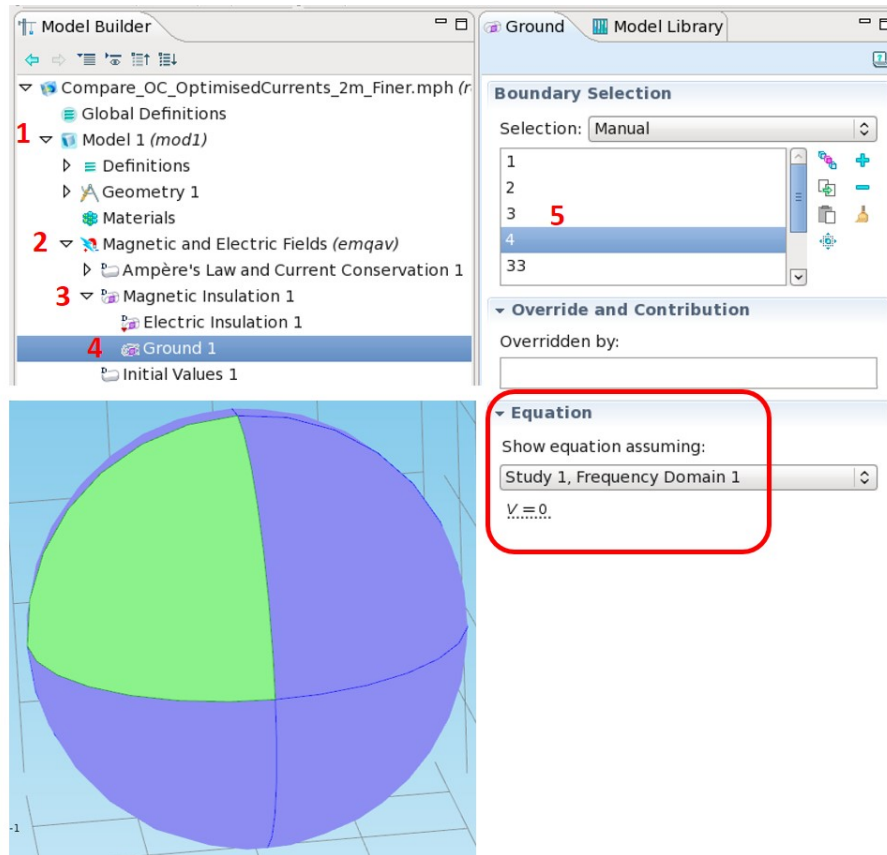 Model Builder
Compare_OC_OptimisedCurrents_2m_Finer.mph (r
Global Definitions
1 Model 1 (mod1)
Definitions
Geometry 1
Materials
2 Magnetic and Electric Fields (emqav)
Ampère's Law and Current Conservation 1
3 Magnetic Insulation 1
Electric Insulation 1
4 Ground 1
Initial Values 1
-1
Ground Model Library
Boundary Selection
Selection: Manual
1
2
3 5
4
33
Override and Contribution
Overridden by:
Equation
Show equation assuming:
Study 1, Frequency Domain 1
V = 0